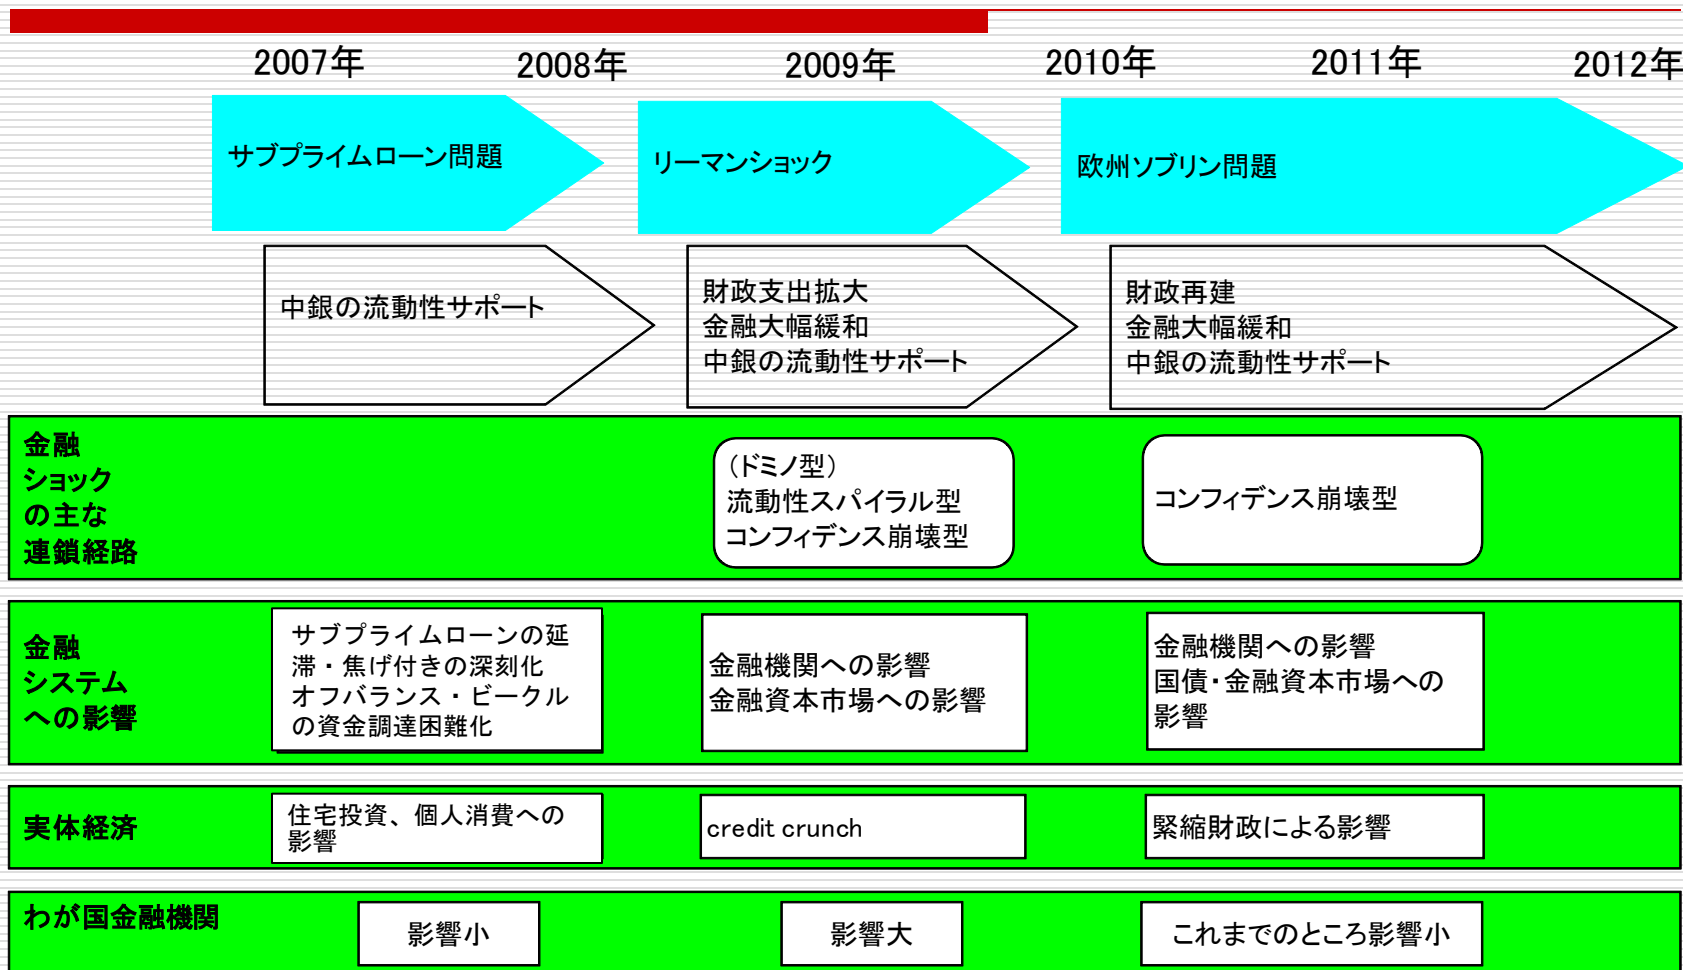 2007年
2008年
2009年
2010年
2011年
2012年
サブプライムローン問題
リーマンショック
欧州ソブリン問題
中銀の流動性サポート
財政支出拡大
金融大幅緩和
中銀の流動性サポート
財政再建
金融大幅緩和
中銀の流動性サポート
金融
ショック
の主な
連鎖経路
(ドミノ型)
流動性スパイラル型
コンフィデンス崩壊型
コンフィデンス崩壊型
金融
システム
への影響
サブプライムローンの延
滞・焦げ付きの深刻化
オフバランス・ビークル
の資金調達困難化
金融機関への影響
金融資本市場への影響
金融機関への影響
国債・金融資本市場への
影響
実体経済
住宅投資、個人消費への
影響
credit crunch
緊縮財政による影響
わが国金融機関
影響小
影響大
これまでのところ影響小